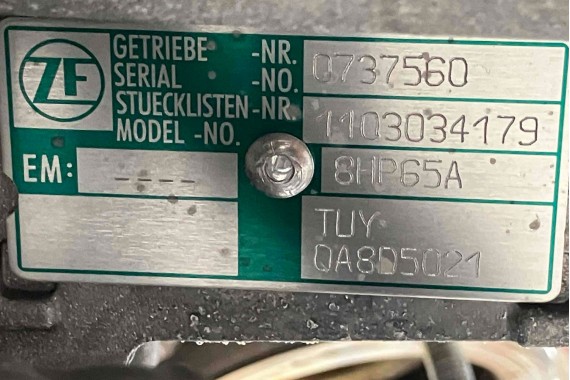 ZF
GETRIEBE -NR. 0737560
SERIAL -NO.
STUECKLISTEN-NR. 1103034179
MODEL -NO. 8HP65A
EM: ----
TUY
0A8D5021